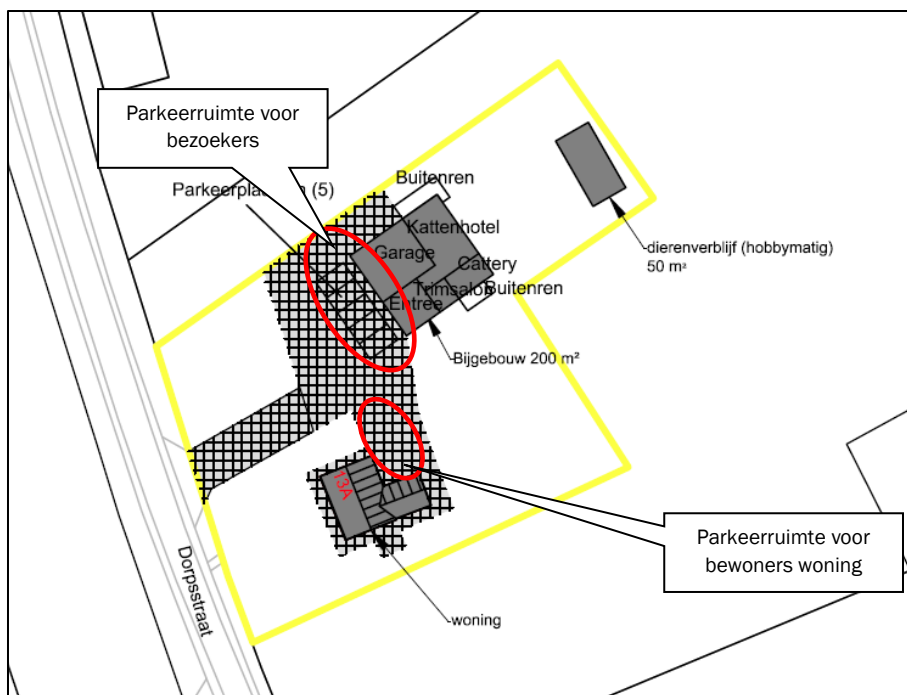 Parkeerruimte voor
bezoekers
Parkeerpla (5)
Buitenren
Kattenhotel
Garage
Cattery
Trimsalon
Buitenren
Entree
dierenverblijf (hobbymatig)
50 m²
Bijgebouw 200 m²
13A
Parkeerruimte voor
bewoners woning
Dorpsstraat
woning